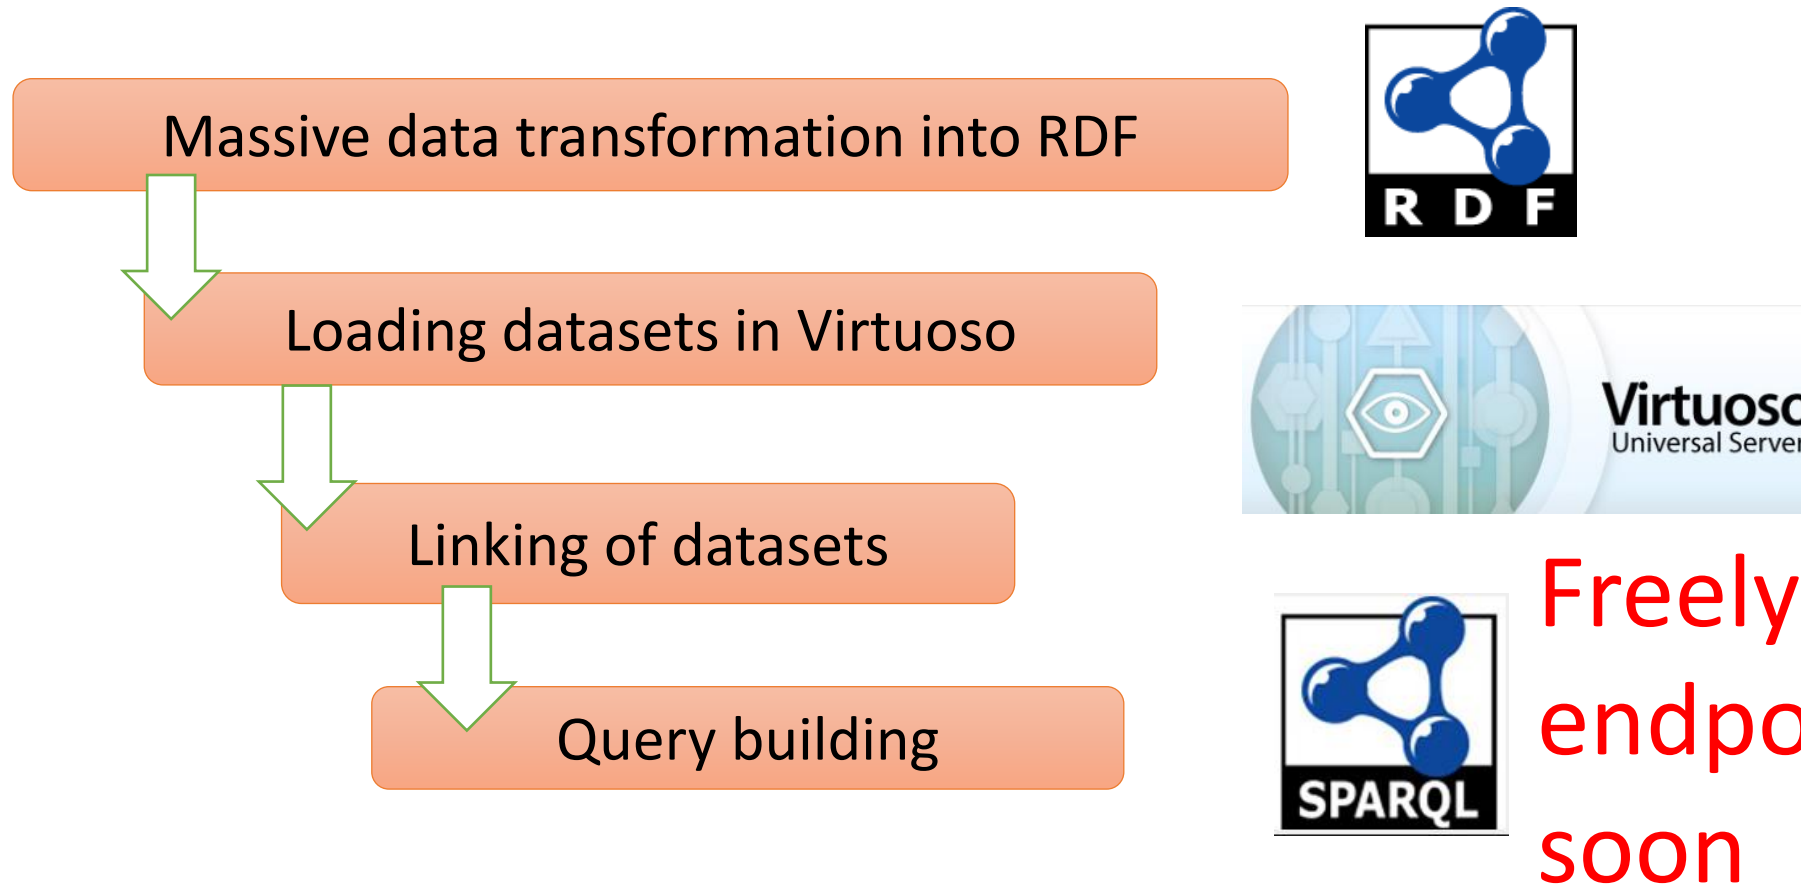 Massive data transformation into RDF
R D F
Loading datasets in Virtuoso
Universal Server
Linking of datasets
Freely
SPARQL
Query building
soon